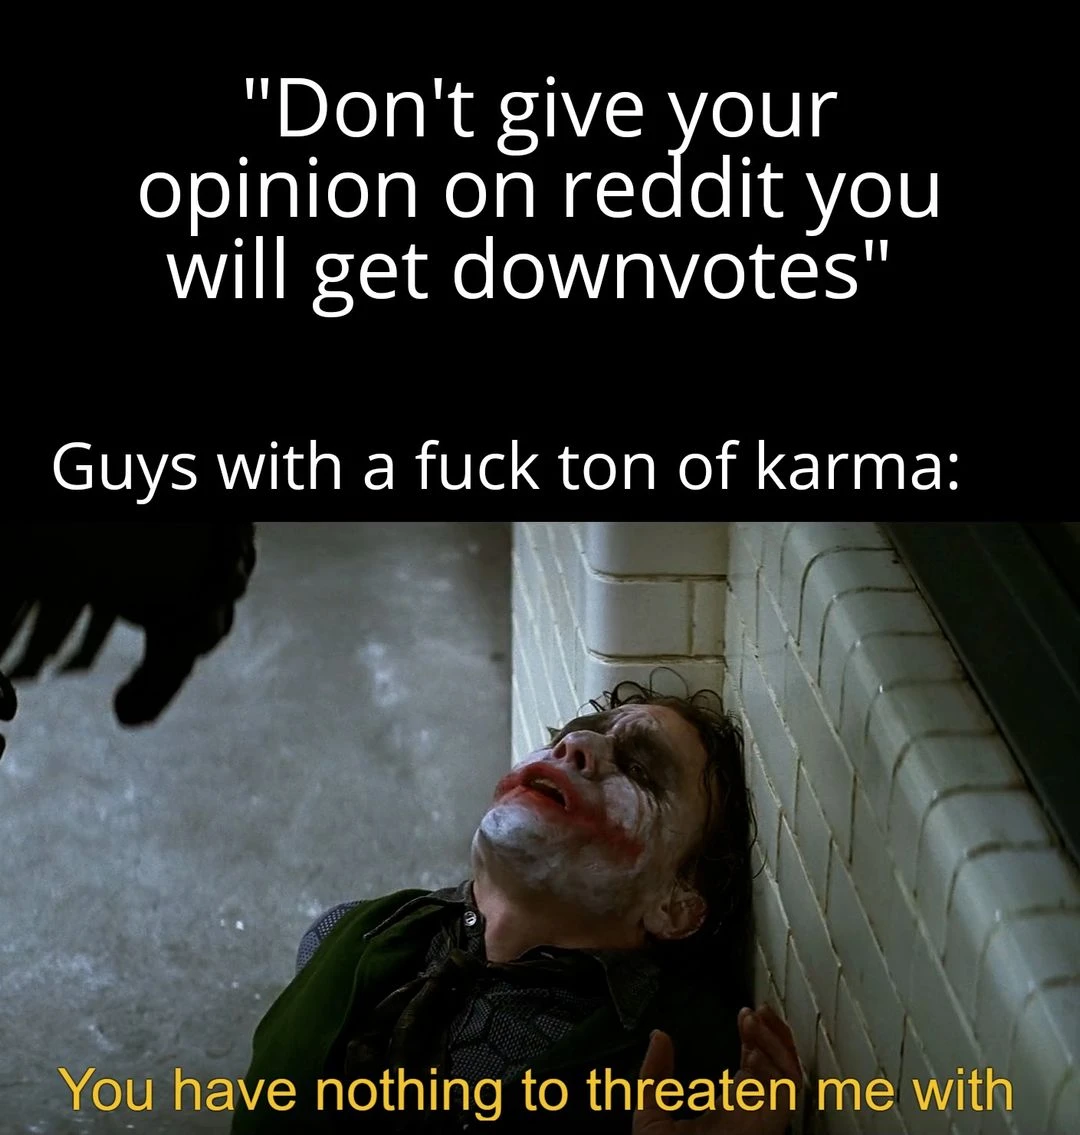 "Don't give your
opinion on reddit you
will get downvotes"
Guys with a fuck ton of karma:
You have nothing to threaten me with